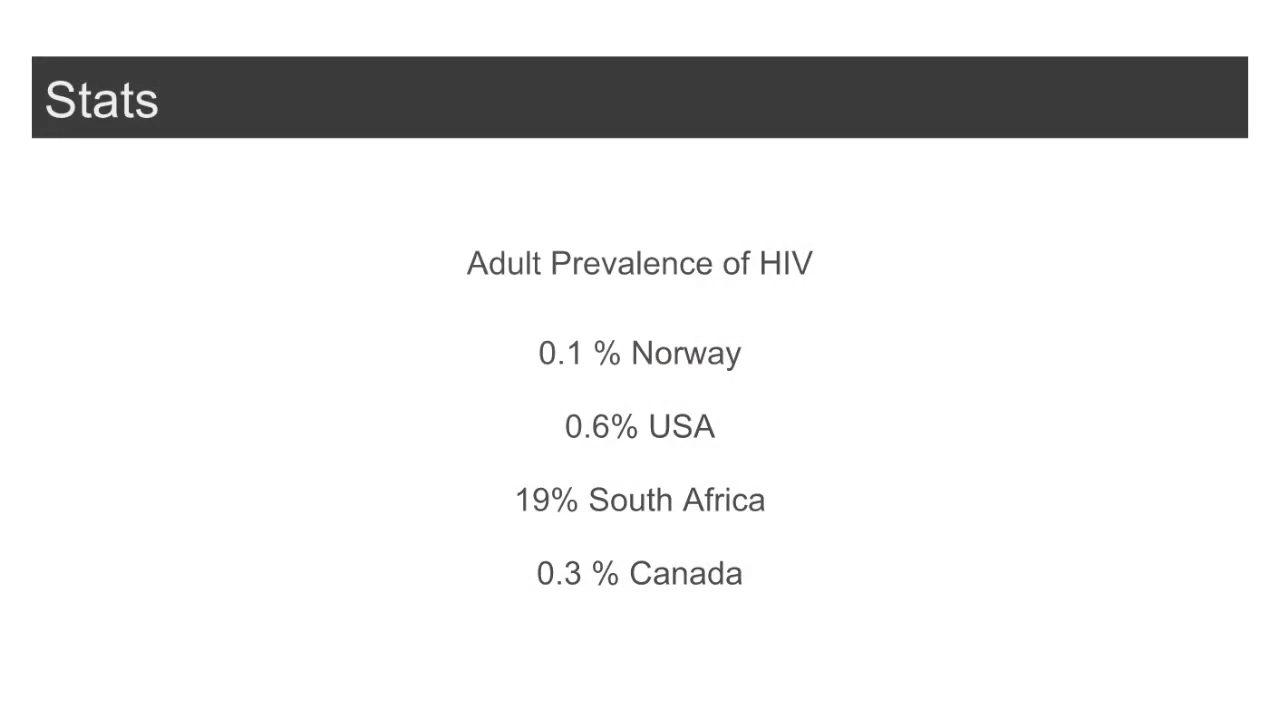 Stats
Adult Prevalence of HIV
0.1 % Norway
0.6% USA
19% South Africa
0.3 % Canada